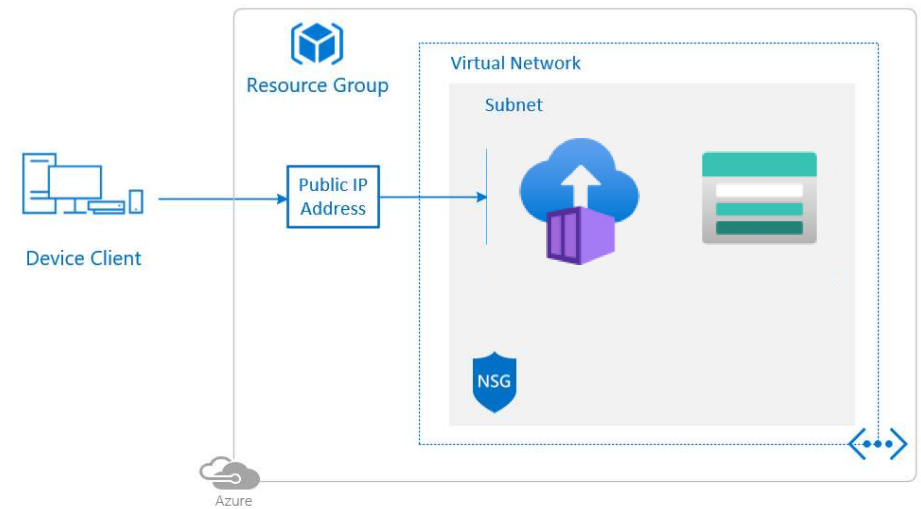 Resource Group
Virtual Network
Subnet
Public IP
Address
Device Client
NSG
Azure